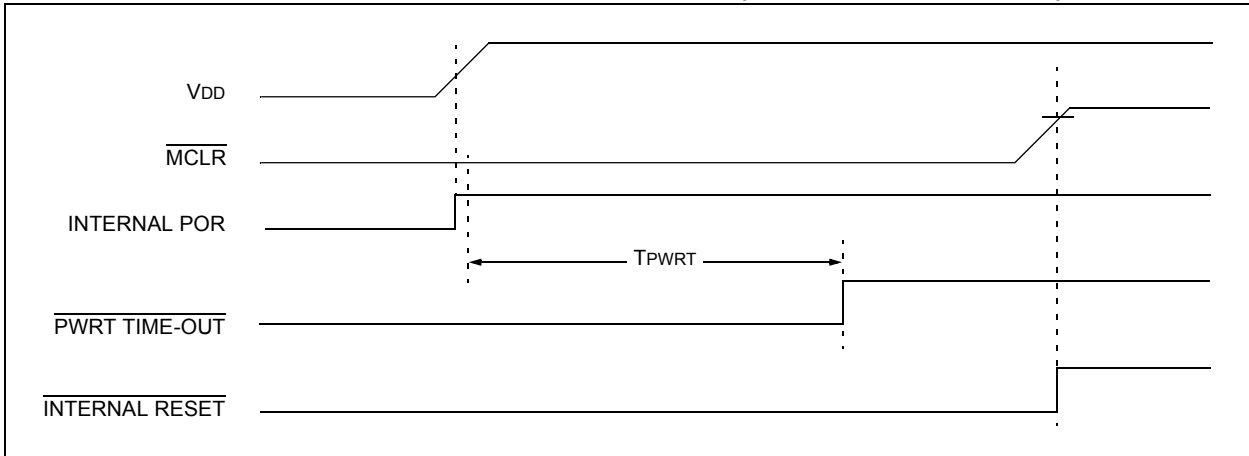 VDD
MCLR
INTERNAL POR
TPWRT
PWRT TIME-OUT
INTERNAL RESET